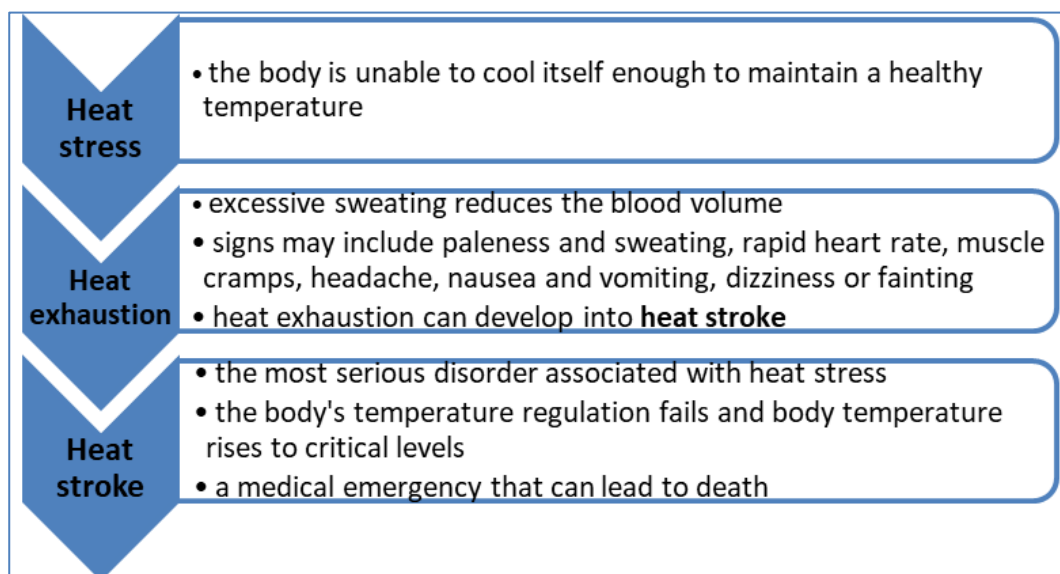 Heat
stress
• the body is unable to cool itself enough to maintain a healthy
temperature
Heat
exhaustion
• excessive sweating reduces the blood volume
• signs may include paleness and sweating, rapid heart rate, muscle
cramps, headache, nausea and vomiting, dizziness or fainting
• heat exhaustion can develop into heat stroke
Heat
stroke
• the most serious disorder associated with heat stress
• the body's temperature regulation fails and body temperature
rises to critical levels
• a medical emergency that can lead to death